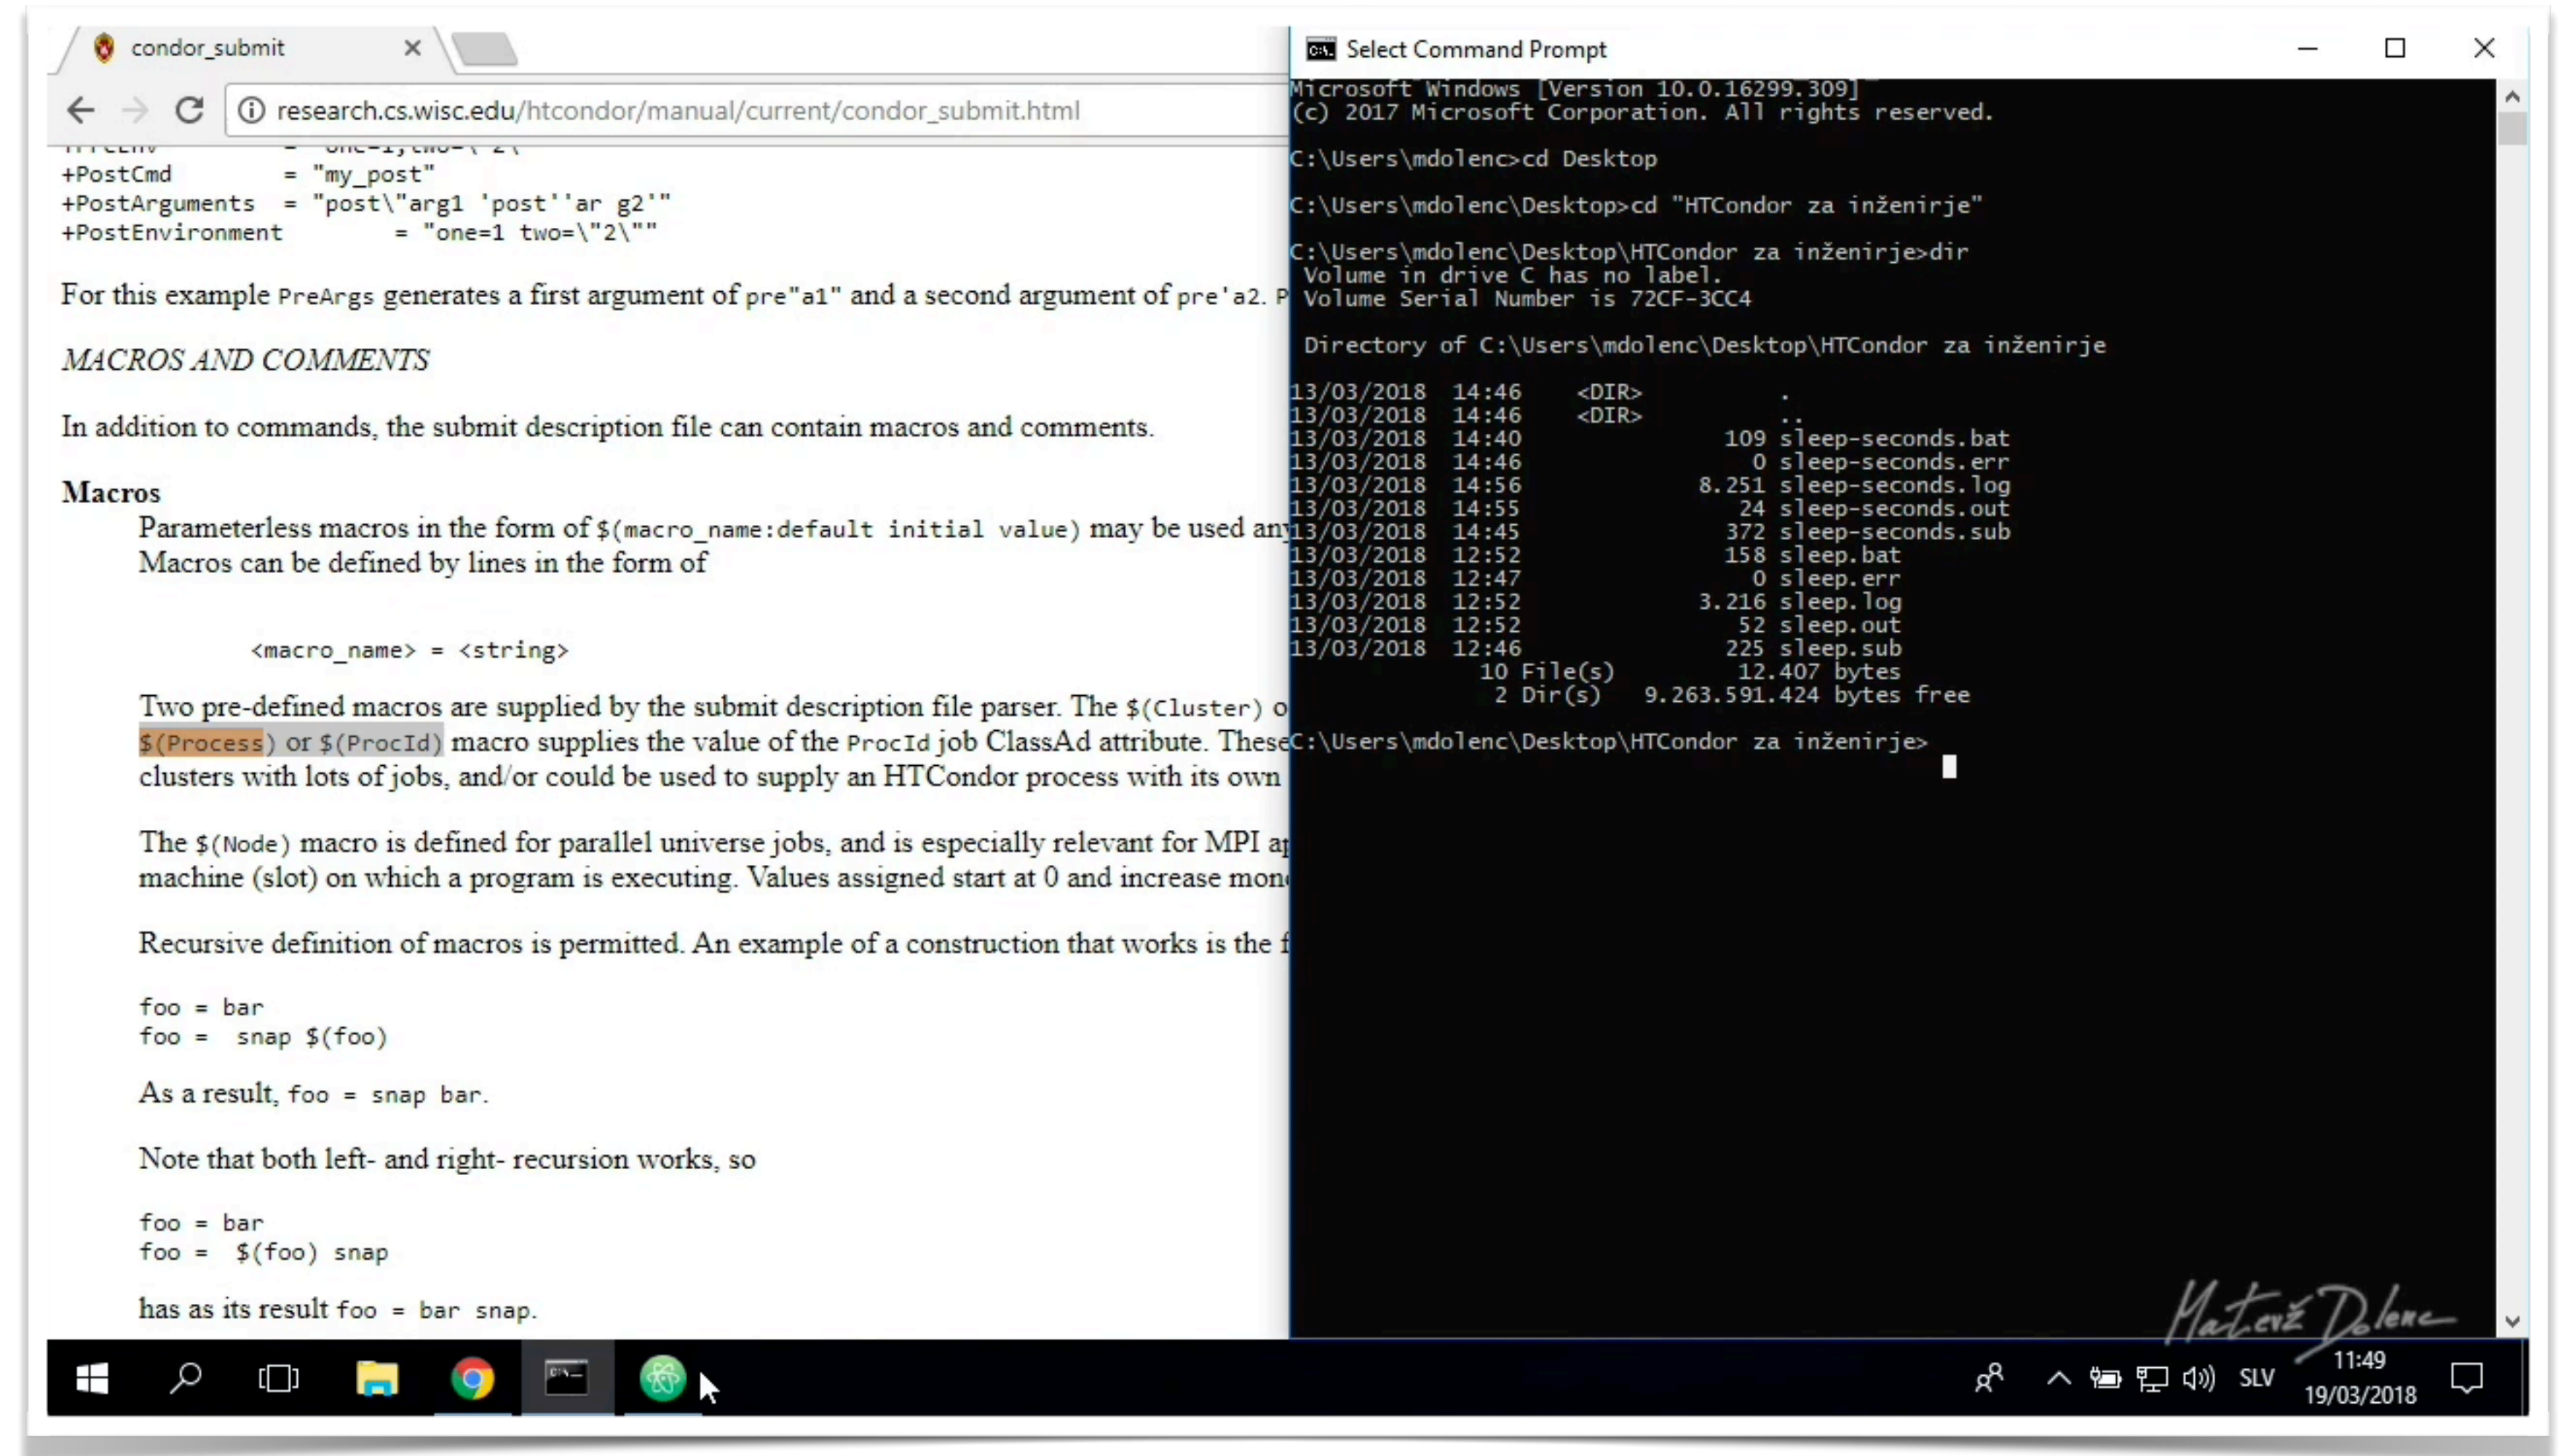 condor_submit
research.cs.wisc.edu/htcondor/manual/current/condor_submit.html
+PostCmd = "my_post"
+PostArguments = "post\"arg1 'post''ar g2'"
+PostEnvironment = "one=1 two=\"2\""
For this example PreArgs generates a first argument of pre"a1" and a second argument of pre'a2. P
MACROS AND COMMENTS
In addition to commands, the submit description file can contain macros and comments.
Macros
Parameterless macros in the form of $(macro_name:default initial value) may be used any
Macros can be defined by lines in the form of
<macro_name> = <string>
Two pre-defined macros are supplied by the submit description file parser. The $(Cluster) o
$(Process) or $(ProcId) macro supplies the value of the ProcId job ClassAd attribute. These
clusters with lots of jobs, and/or could be used to supply an HTCondor process with its own
The $(Node) macro is defined for parallel universe jobs, and is especially relevant for MPI ap
machine (slot) on which a program is executing. Values assigned start at 0 and increase mon
Recursive definition of macros is permitted. An example of a construction that works is the f
foo = bar
foo = snap $(foo)
As a result, foo = snap bar.
Note that both left- and right- recursion works, so
foo = bar
foo = $(foo) snap
has as its result foo = bar snap.
Select Command Prompt
Microsoft Windows [Version 10.0.16299.309]
(c) 2017 Microsoft Corporation. All rights reserved.
C:\Users\mdolenc>cd Desktop
C:\Users\mdolenc\Desktop>cd "HTCondor za inženirje"
C:\Users\mdolenc\Desktop\HTCondor za inženirje>dir
Volume in drive C has no label.
Volume Serial Number is 72CF-3CC4
Directory of C:\Users\mdolenc\Desktop\HTCondor za inženirje
13/03/2018 14:46 <DIR> .
13/03/2018 14:46 <DIR> ..
13/03/2018 14:40 109 sleep-seconds.bat
13/03/2018 14:46 0 sleep-seconds.err
13/03/2018 14:56 8.251 sleep-seconds.log
13/03/2018 14:55 24 sleep-seconds.out
13/03/2018 14:45 372 sleep-seconds.sub
13/03/2018 12:52 158 sleep.bat
13/03/2018 12:47 0 sleep.err
13/03/2018 12:52 3.216 sleep.log
13/03/2018 12:52 52 sleep.out
13/03/2018 12:46 225 sleep.sub
10 File(s) 12.407 bytes
2 Dir(s) 9.263.591.424 bytes free
C:\Users\mdolenc\Desktop\HTCondor za inženirje>
Matevž Dolenc
SLV
11:49
19/03/2018